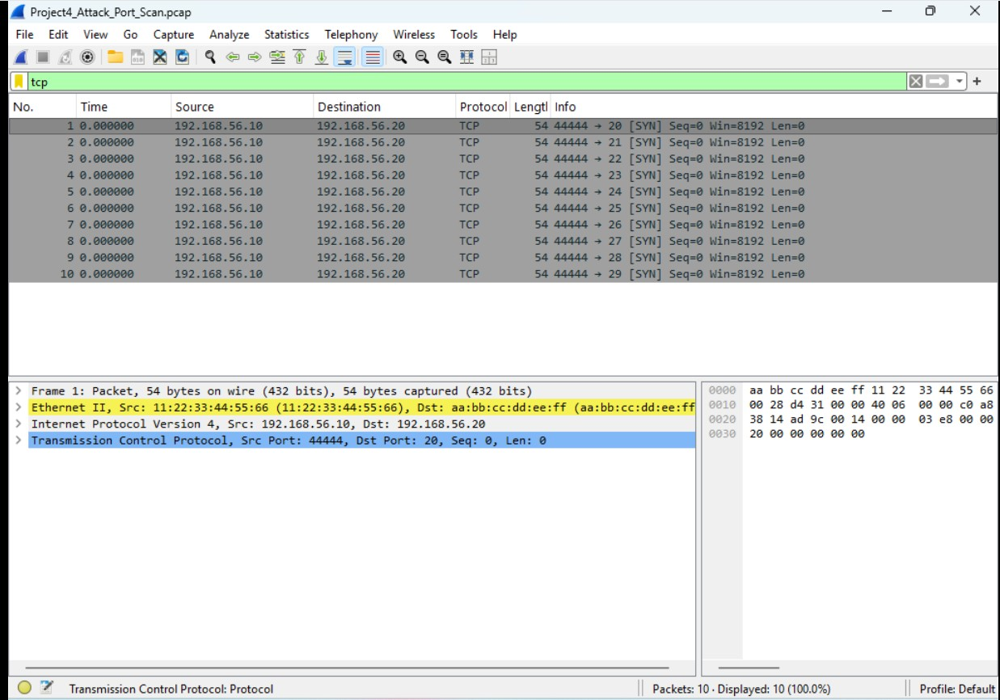 Project4_Attack_Port_Scan.pcap
File Edit View Go Capture Analyze Statistics Telephony Wireless Tools Help
tcp
No. Time Source Destination Protocol Lengtl Info
1 0.000000 192.168.56.10 192.168.56.20 TCP 54 44444 → 20 [SYN] Seq=0 Win=8192 Len=0
2 0.000000 192.168.56.10 192.168.56.20 TCP 54 44444 → 21 [SYN] Seq=0 Win=8192 Len=0
3 0.000000 192.168.56.10 192.168.56.20 TCP 54 44444 → 22 [SYN] Seq=0 Win=8192 Len=0
4 0.000000 192.168.56.10 192.168.56.20 TCP 54 44444 → 23 [SYN] Seq=0 Win=8192 Len=0
5 0.000000 192.168.56.10 192.168.56.20 TCP 54 44444 → 24 [SYN] Seq=0 Win=8192 Len=0
6 0.000000 192.168.56.10 192.168.56.20 TCP 54 44444 → 25 [SYN] Seq=0 Win=8192 Len=0
7 0.000000 192.168.56.10 192.168.56.20 TCP 54 44444 → 26 [SYN] Seq=0 Win=8192 Len=0
8 0.000000 192.168.56.10 192.168.56.20 TCP 54 44444 → 27 [SYN] Seq=0 Win=8192 Len=0
9 0.000000 192.168.56.10 192.168.56.20 TCP 54 44444 → 28 [SYN] Seq=0 Win=8192 Len=0
10 0.000000 192.168.56.10 192.168.56.20 TCP 54 44444 → 29 [SYN] Seq=0 Win=8192 Len=0
Frame 1: Packet, 54 bytes on wire (432 bits), 54 bytes captured (432 bits)
Ethernet II, Src: 11:22:33:44:55:66 (11:22:33:44:55:66), Dst: aa:bb:cc:dd:ee:ff (aa:bb:cc:dd:ee:ff
Internet Protocol Version 4, Src: 192.168.56.10, Dst: 192.168.56.20
Transmission Control Protocol, Src Port: 44444, Dst Port: 20, Seq: 0, Len: 0
0000 aa bb cc dd ee ff 11 22 33 44 55 66
0010 00 28 d4 31 00 00 40 06 00 00 c0 a8
0020 38 14 ad 9c 00 14 00 00 03 e8 00 00
0030 20 00 00 00 00 00
Transmission Control Protocol: Protocol
Packets: 10 · Displayed: 10 (100.0%)
Profile: Default